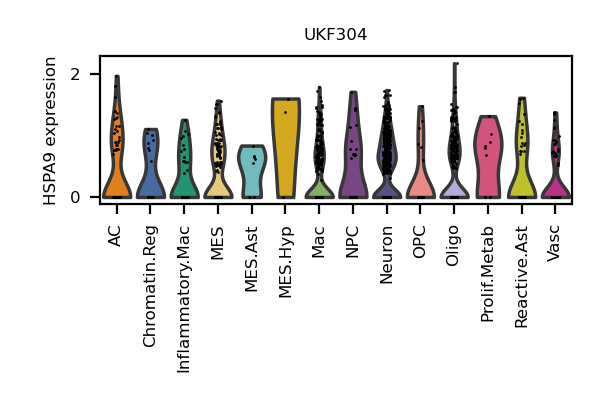 UKF304
HSPA9 expression
2
0
AC
Chromatin.Reg
Inflammatory.Mac
MES
MES.Ast
MES.Hyp
Mac
NPC
Neuron
OPC
Oligo
Prolif.Metab
Reactive.Ast
Vasc